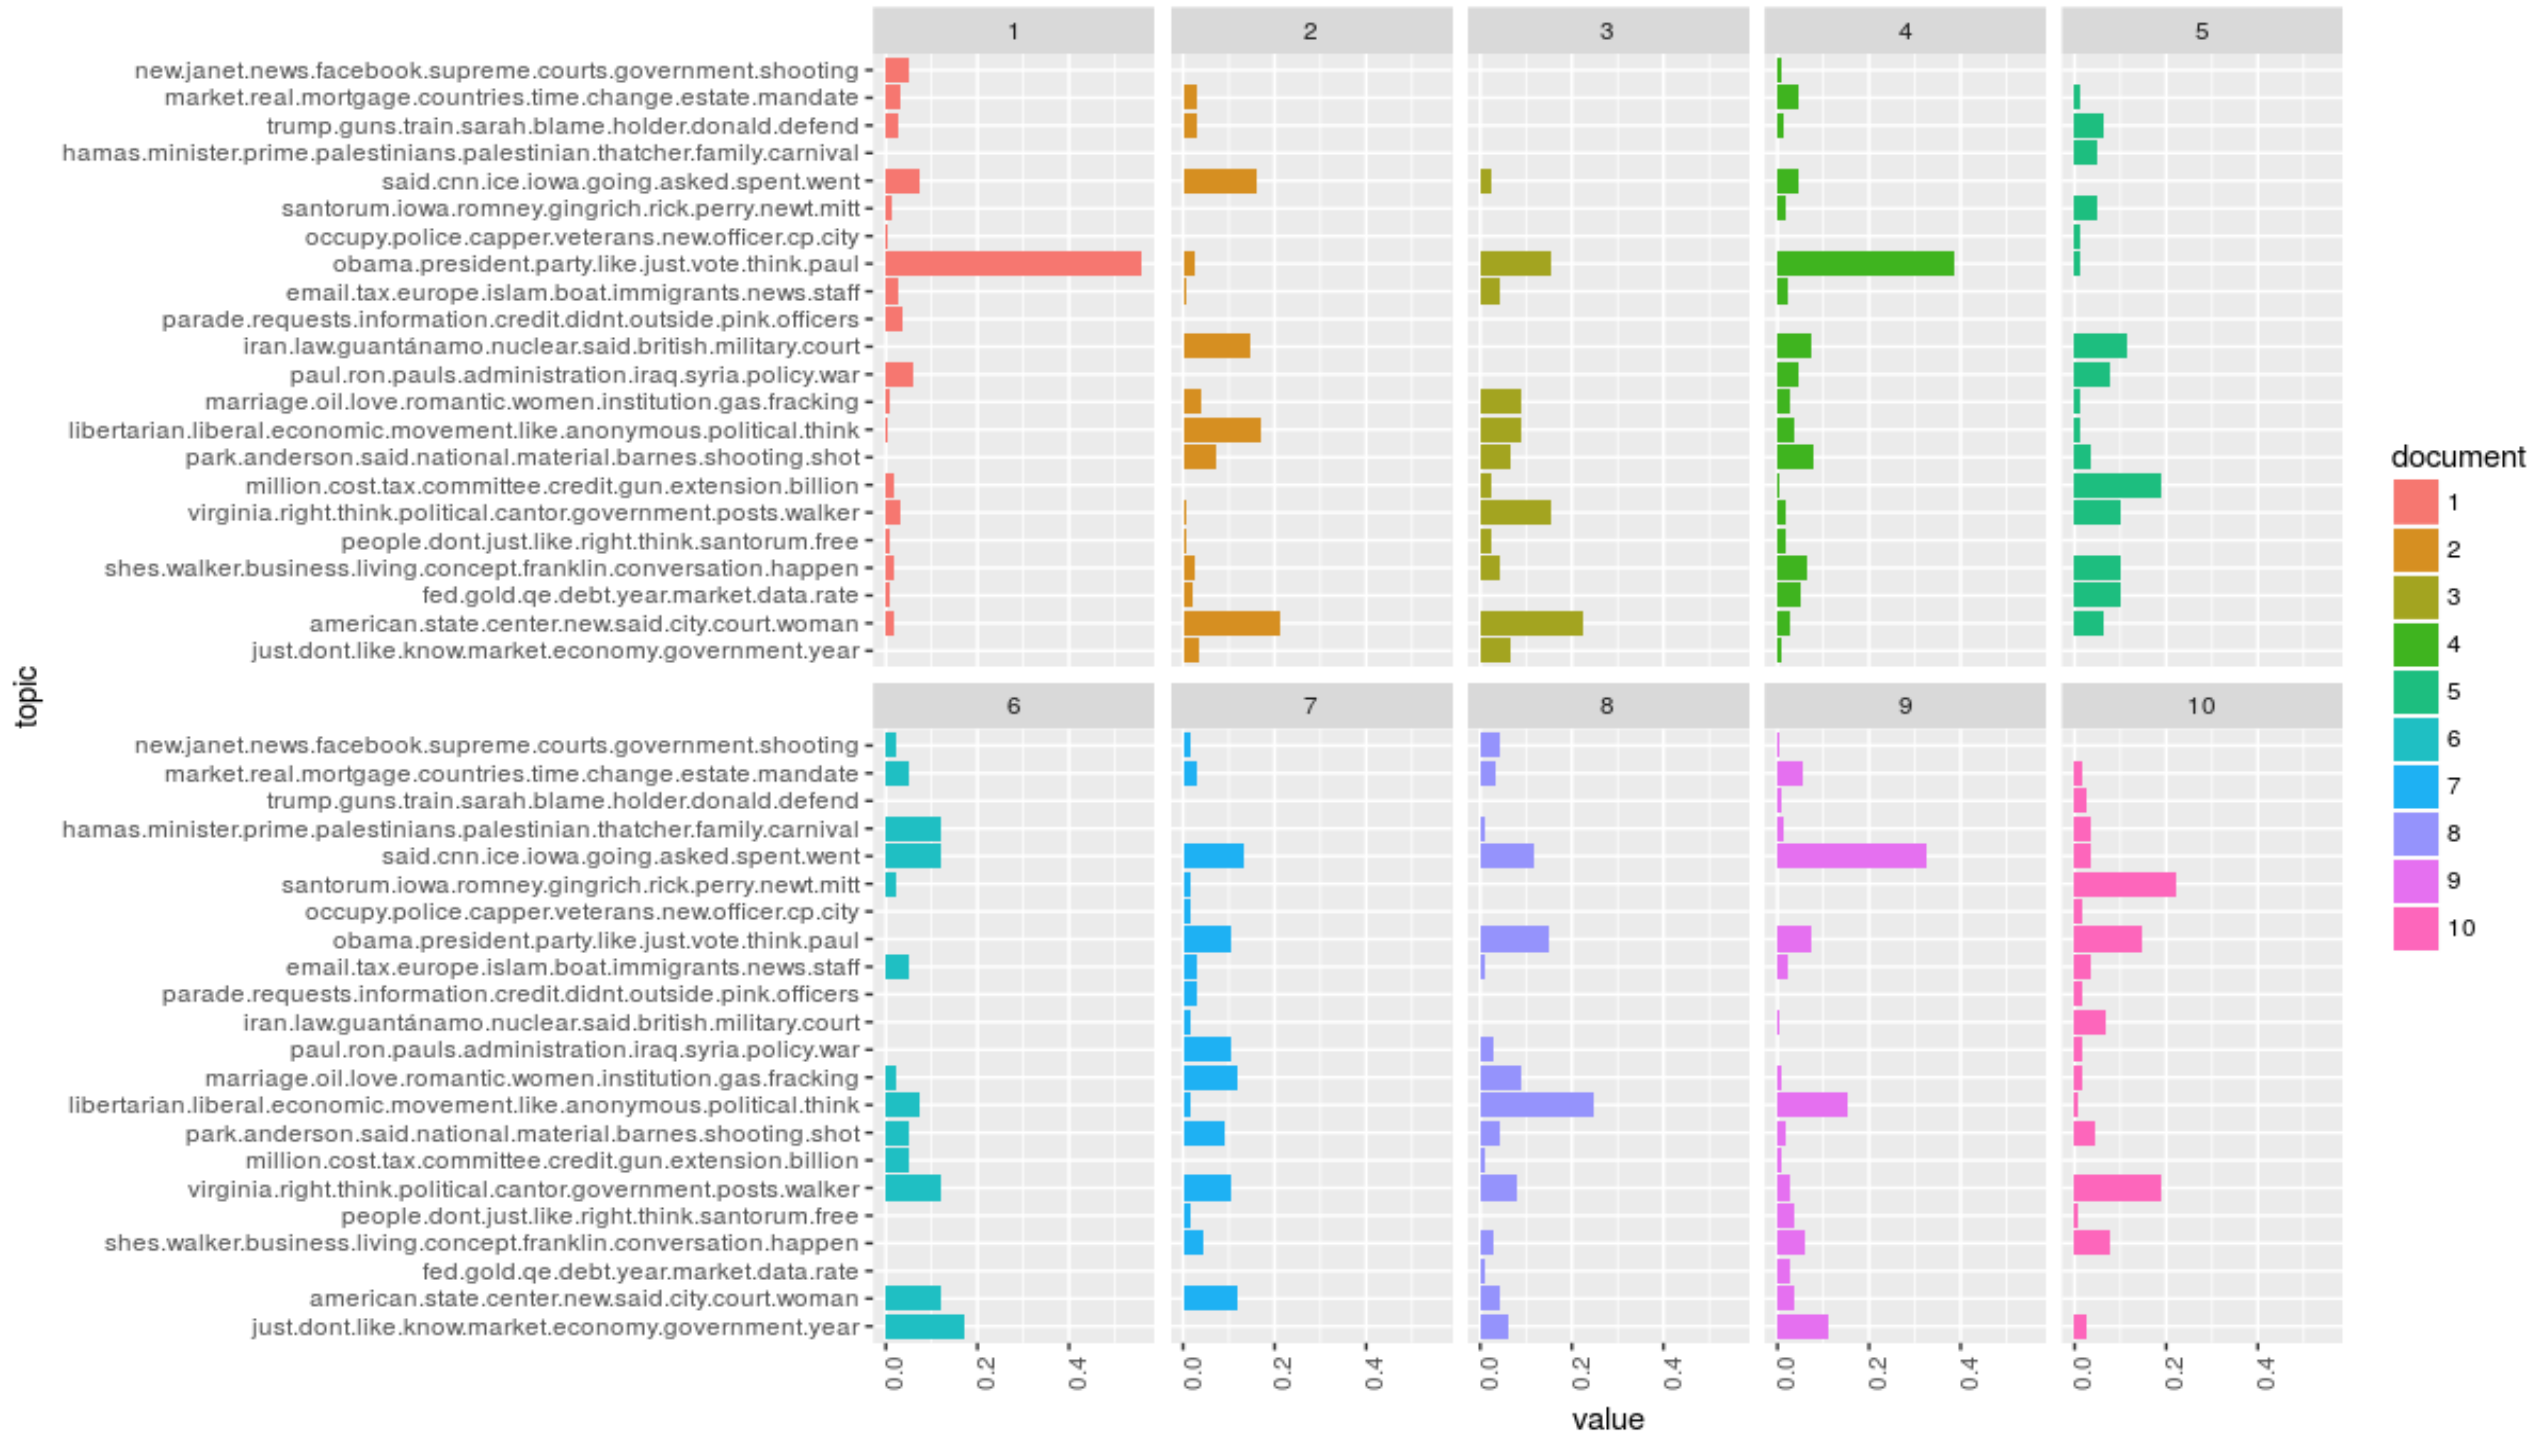 1 2 3 4 5
new.janet.news.facebook.supreme.courts.government.shooting
market.real.mortgage.countries.time.change.estate.mandate
trump.guns.train.sarah.blame.holder.donald.defend
hamas.minister.prime.palestinians.palestinian.thatcher.family.carnival
said.cnn.ice.iowa.going.asked.spent.went
santorum.iowa.romney.gingrich.rick.perry.newt.mitt
occupy.police.capper.veterans.new.officer.cp.city
obama.president.party.like.just.vote.think.paul
email.tax.europe.islam.boat.immigrants.news.staff
parade.requests.information.credit.didnt.outside.pink.officers
iran.law.guantánamo.nuclear.said.british.military.court
paul.ron.pauls.administration.iraq.syria.policy.war
marriage.oil.love.romantic.women.institution.gas.fracking
libertarian.liberal.economic.movement.like.anonymous.political.think
park.anderson.said.national.material.barnes.shooting.shot
million.cost.tax.committee.credit.gun.extension.billion
virginia.right.think.political.cantor.government.posts.walker
people.dont.just.like.right.think.santorum.free
shes.walker.business.living.concept.franklin.conversation.happen
fed.gold.qe.debt.year.market.data.rate
american.state.center.new.said.city.court.woman
just.dont.like.know.market.economy.government.year
topic
6 7 8 9 10
new.janet.news.facebook.supreme.courts.government.shooting
market.real.mortgage.countries.time.change.estate.mandate
trump.guns.train.sarah.blame.holder.donald.defend
hamas.minister.prime.palestinians.palestinian.thatcher.family.carnival
said.cnn.ice.iowa.going.asked.spent.went
santorum.iowa.romney.gingrich.rick.perry.newt.mitt
occupy.police.capper.veterans.new.officer.cp.city
obama.president.party.like.just.vote.think.paul
email.tax.europe.islam.boat.immigrants.news.staff
parade.requests.information.credit.didnt.outside.pink.officers
iran.law.guantánamo.nuclear.said.british.military.court
paul.ron.pauls.administration.iraq.syria.policy.war
marriage.oil.love.romantic.women.institution.gas.fracking
libertarian.liberal.economic.movement.like.anonymous.political.think
park.anderson.said.national.material.barnes.shooting.shot
million.cost.tax.committee.credit.gun.extension.billion
virginia.right.think.political.cantor.government.posts.walker
people.dont.just.like.right.think.santorum.free
shes.walker.business.living.concept.franklin.conversation.happen
fed.gold.qe.debt.year.market.data.rate
american.state.center.new.said.city.court.woman
just.dont.like.know.market.economy.government.year
0.0 0.2 0.4 0.0 0.2 0.4 0.0 0.2 0.4 0.0 0.2 0.4 0.0 0.2 0.4
value
document
1
2
3
4
5
6
7
8
9
10